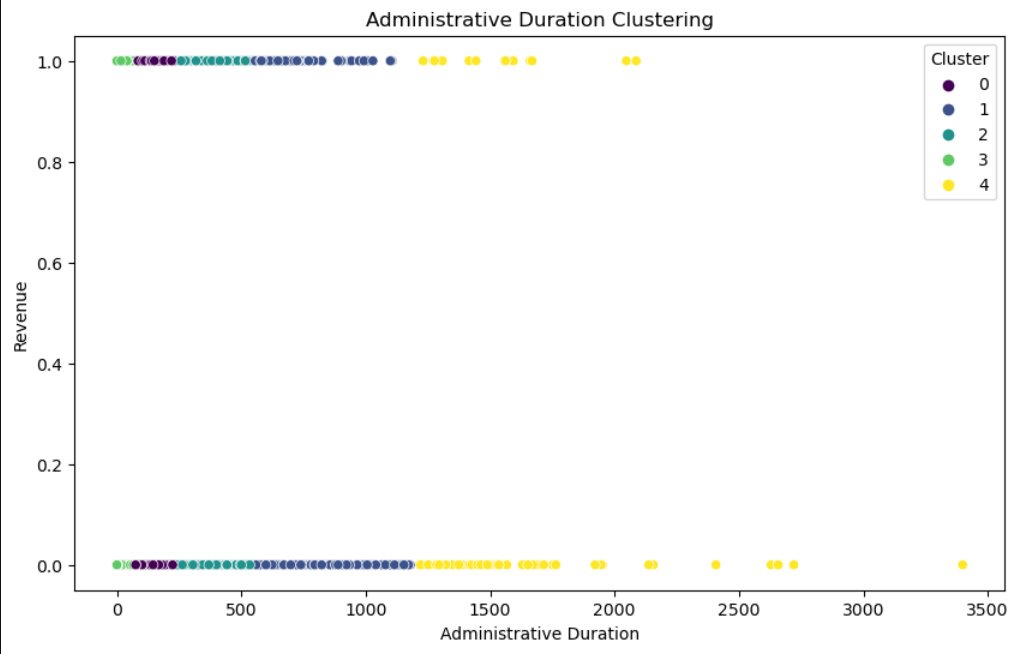 Administrative Duration Clustering
Cluster
0
1
2
3
4
1.0
0.8
0.6
0.4
0.2
0.0
Revenue
0 500 1000 1500 2000 2500 3000 3500
Administrative Duration